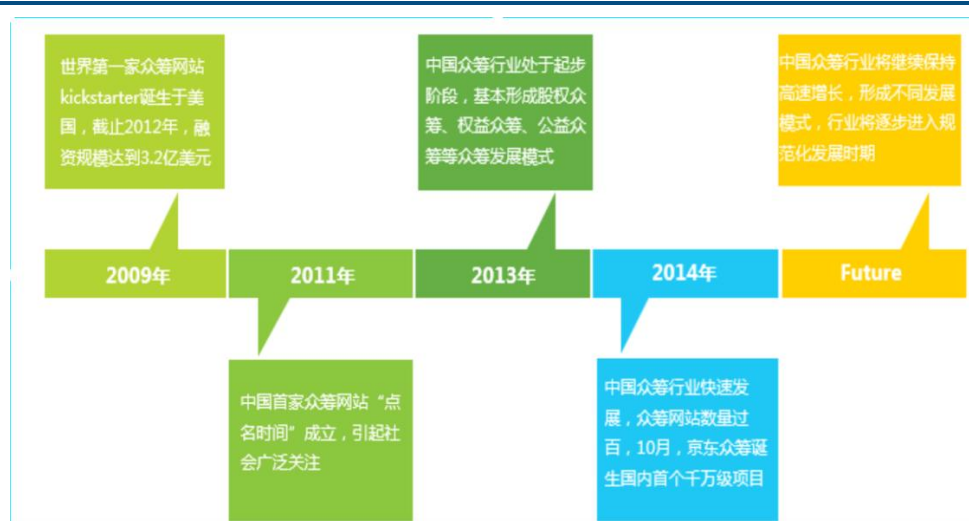 世界第一家众筹网站
kickstarter诞生于美
国，截止2012年，融
资规模达到3.2亿美元
中国众筹行业处于起步
阶段，基本形成股权众
筹、权益众筹、公益众
筹等众筹发展模式
中国众筹行业将继续保持
高速增长，形成不同发展
模式，行业将逐步进入规
范化发展时期
2009年
2011年
2013年
2014年
Future
中国首家众筹网站“点
名时间”成立，引起社
会广泛关注
中国众筹行业快速发
展，众筹网站数量过
百，10月，京东众筹诞
生国内首个千万级项目